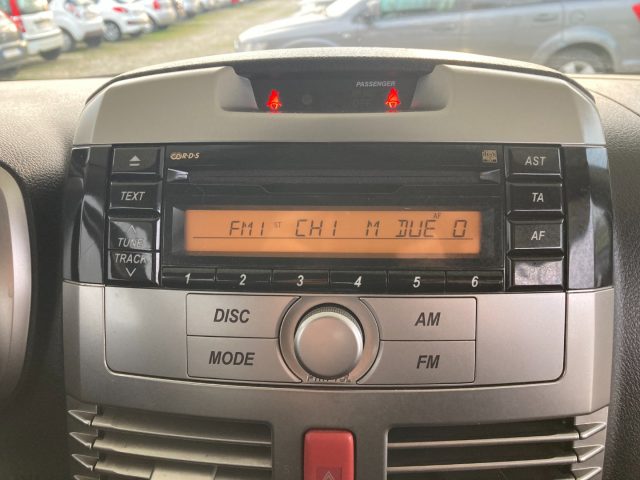 PASSENGER
R·D·S
AST
TEXT
TA
TUNE
TRACK
AF
FM1 ST CH1 M DUE AF 0
1 2 3 4 5 6
DISC
AM
MODE
FM